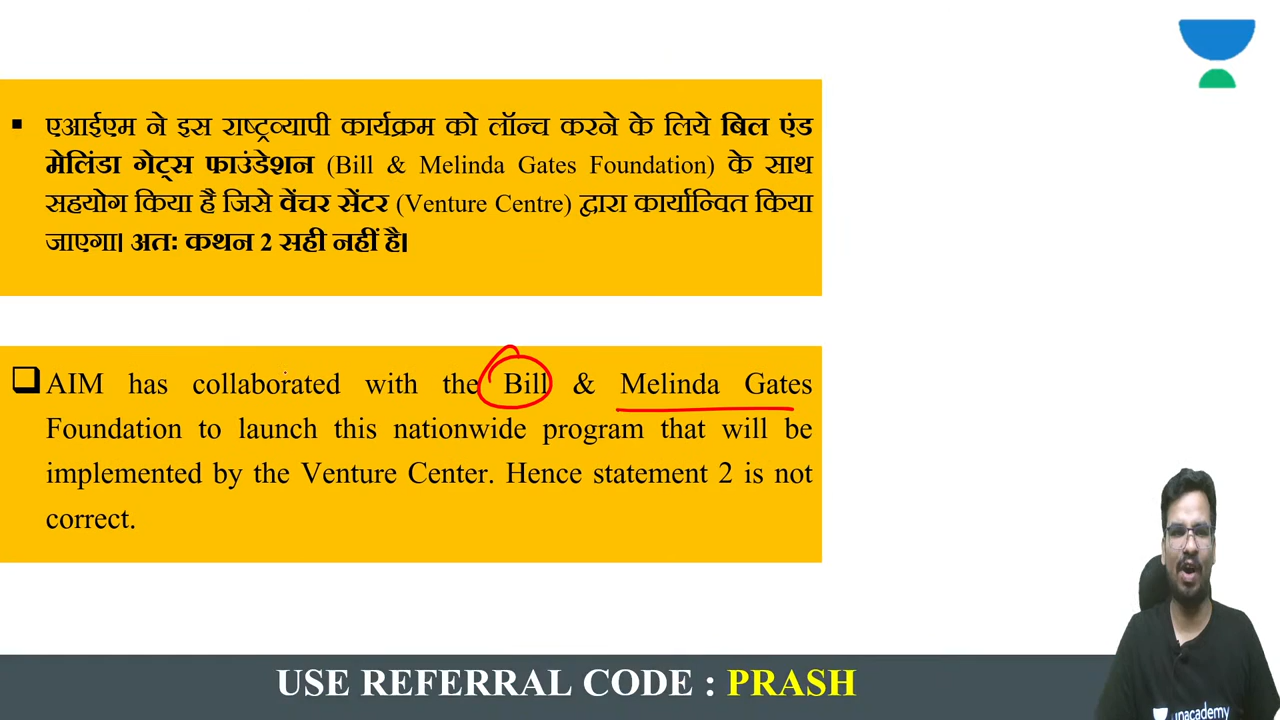 ▪ एआईएम ने इस राष्ट्रव्यापी कार्यक्रम को लॉन्च करने के लिये बिल एंड
मेलिंडा गेट्स फाउंडेशन (Bill & Melinda Gates Foundation) के साथ
सहयोग किया है जिसे वेंचर सेंटर (Venture Centre) द्वारा कार्यान्वित किया
जाएगा। अतः कथन 2 सही नहीं है।
❑ AIM has collaborated with the Bill & Melinda Gates
Foundation to launch this nationwide program that will be
implemented by the Venture Center. Hence statement 2 is not
correct.
USE REFERRAL CODE : PRASH
unacademy